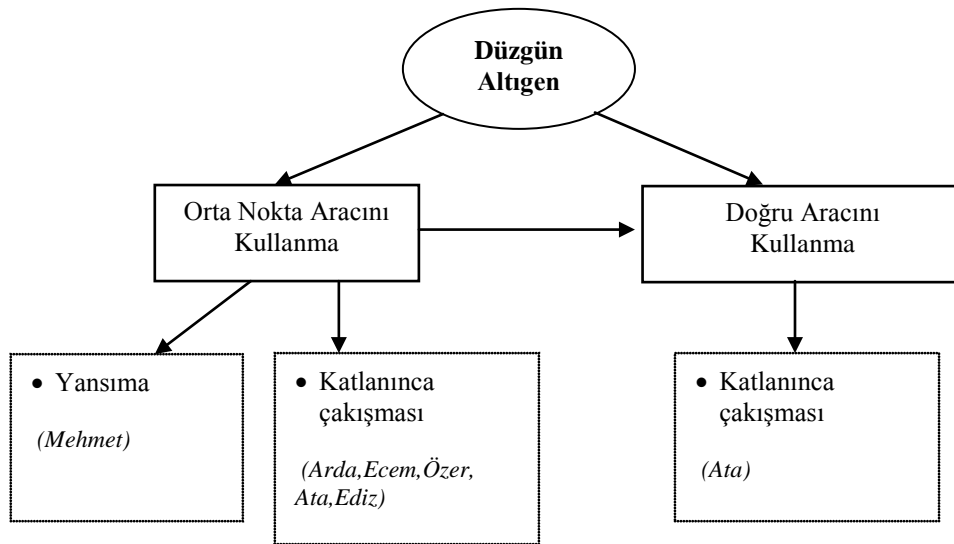 Düzgün
Altıgen
Orta Nokta Aracını
Kullanma
Doğru Aracını
Kullanma
• Yansıma
(Mehmet)
• Katlanınca
çakışması
(Arda,Ecem,Özer,
Ata,Ediz)
• Katlanınca
çakışması
(Ata)